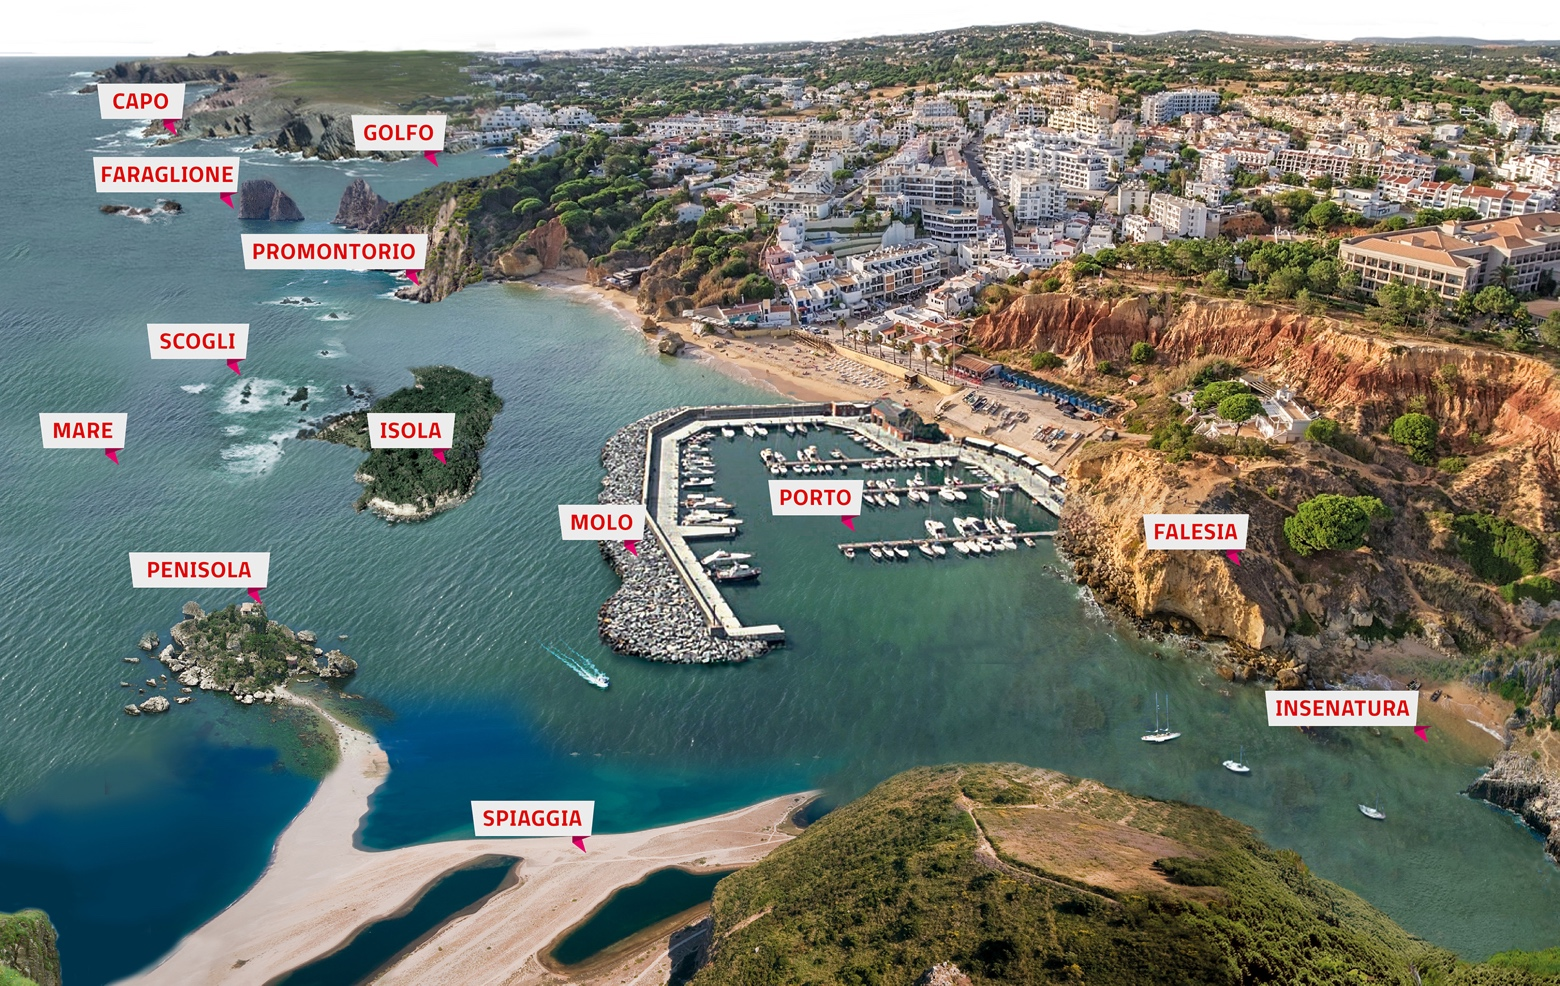 CAPO
GOLFO
FARAGLIONE
PROMONTORIO
SCOGLI
MARE
ISOLA
PORTO
MOLO
FALESIA
PENISOLA
INSENATURA
SPIAGGIA